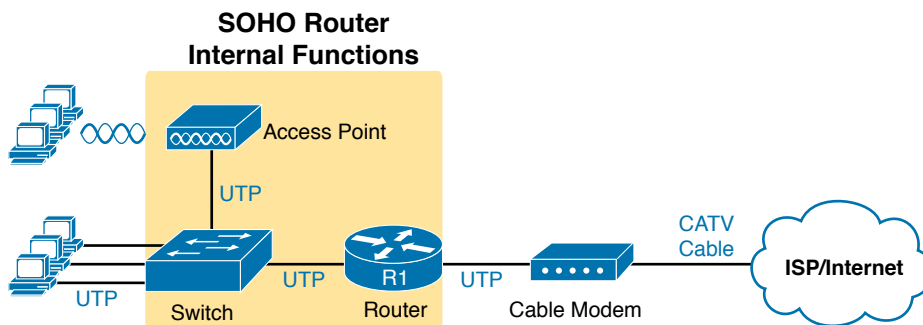 SOHO Router
Internal Functions
Access Point
UTP
CATV
Cable
ISP/Internet
R1
UTP
UTP
UTP
Switch
Router
Cable Modem